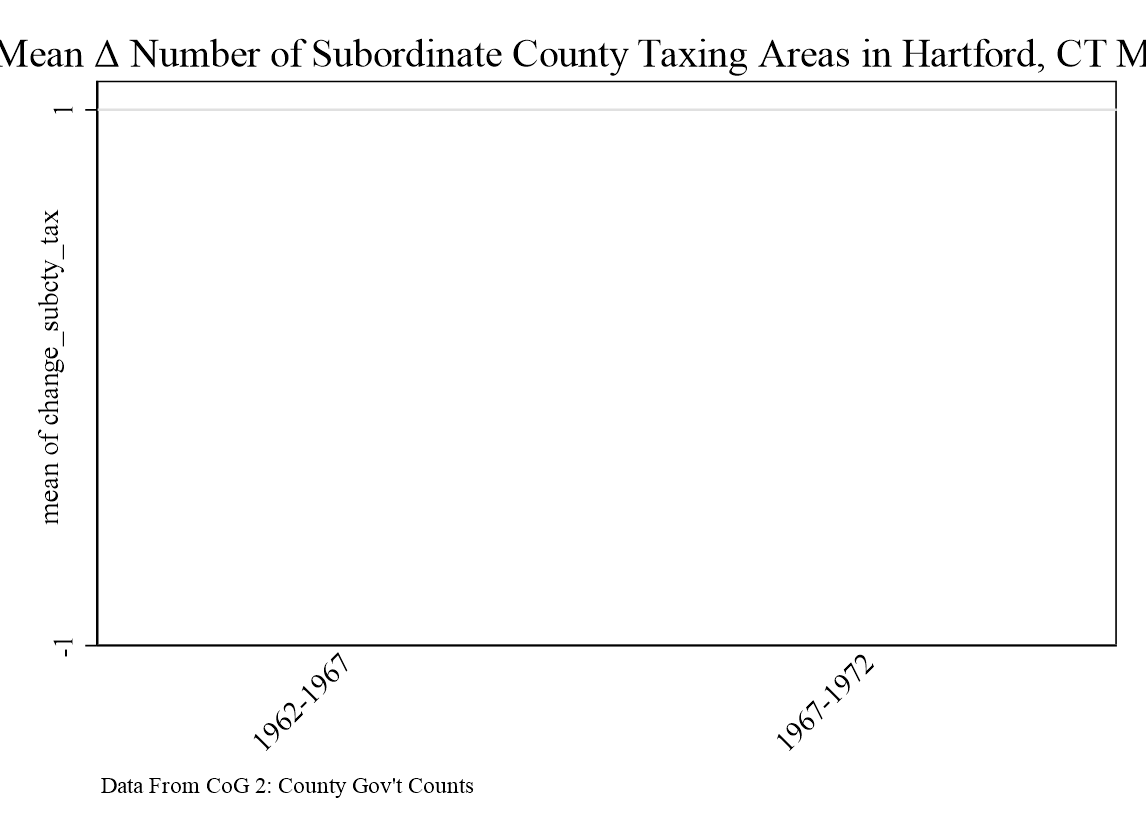 Mean Δ Number of Subordinate County Taxing Areas in Hartford, CT M
1
mean of change_subcty_tax
-1
1962-1967
1967-1972
Data From CoG 2: County Gov't Counts